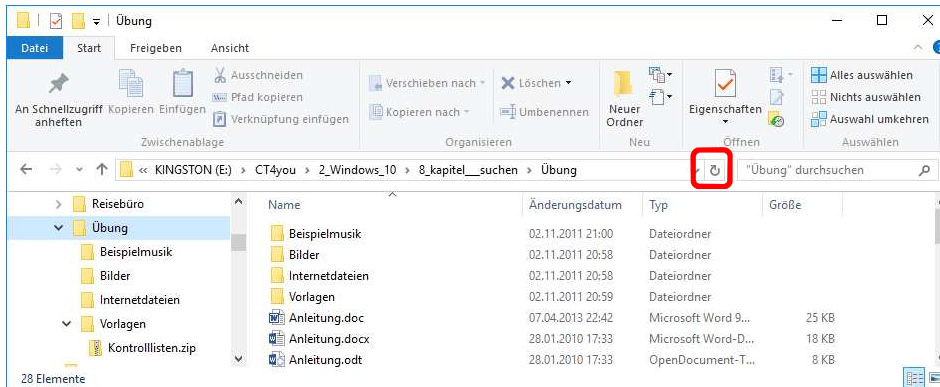 Übung
Datei Start Freigeben Ansicht
An Schnellzugriff anheften Kopieren Einfügen
Ausschneiden
Pfad kopieren
Verknüpfung einfügen
Zwischenablage
Verschieben nach
Kopieren nach
Löschen
Umbenennen
Organisieren
Neuer Ordner
Neu
Eigenschaften
Öffnen
Alles auswählen
Nichts auswählen
Auswahl umkehren
Auswählen
« KINGSTON (E:) > CT4you > 2_Windows_10 > 8_kapitel__suchen > Übung
"Übung" durchsuchen
Reisebüro
Übung
Beispielmusik
Bilder
Internetdateien
Vorlagen
Kontrolllisten.zip
Name Änderungsdatum Typ Größe
Beispielmusik 02.11.2011 21:00 Dateiordner
Bilder 02.11.2011 20:58 Dateiordner
Internetdateien 02.11.2011 20:58 Dateiordner
Vorlagen 02.11.2011 20:59 Dateiordner
Anleitung.doc 07.04.2013 22:42 Microsoft Word 9... 25 KB
Anleitung.docx 28.01.2010 17:33 Microsoft Word-D... 18 KB
Anleitung.odt 28.01.2010 17:33 OpenDocument-T... 8 KB
28 Elemente